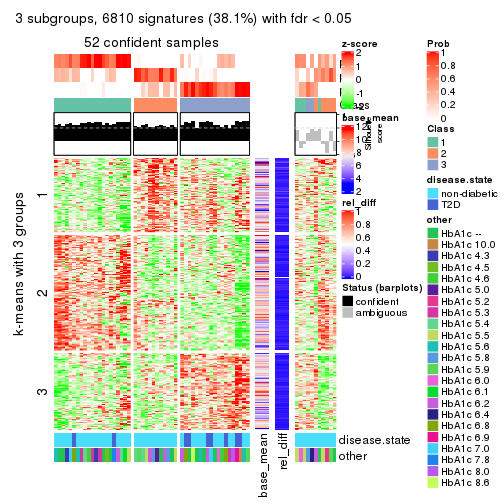 3 subgroups, 6810 signatures (38.1%) with fdr < 0.05
52 confident samples
k-means with 3 groups
1
2
3
base_mean
rel_diff
disease.state
other
z-score
2
1
0
-1
-2
base_mean
12
10
8
6
4
2
Silhouette
score
rel_diff
1
0.8
0.6
0.4
0.2
0
Status (barplots)
confident
ambiguous
Prob
1
0.8
0.6
0.4
0.2
0
Class
1
2
3
disease.state
non-diabetic
T2D
other
HbA1c --
HbA1c 10.0
HbA1c 4.3
HbA1c 4.5
HbA1c 4.6
HbA1c 5.0
HbA1c 5.2
HbA1c 5.3
HbA1c 5.4
HbA1c 5.5
HbA1c 5.6
HbA1c 5.8
HbA1c 5.9
HbA1c 6.0
HbA1c 6.1
HbA1c 6.2
HbA1c 6.4
HbA1c 6.8
HbA1c 6.9
HbA1c 7.0
HbA1c 7.8
HbA1c 8.0
HbA1c 8.6